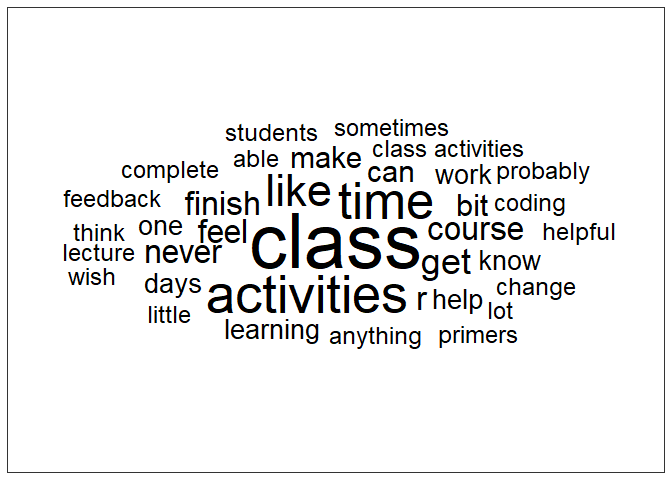 students sometimes
able make class activities
complete can work probably
feedback finish like time bit coding
think one feel class course helpful
lecture never get know
wish days activities r help change
little lot
learning anything primers